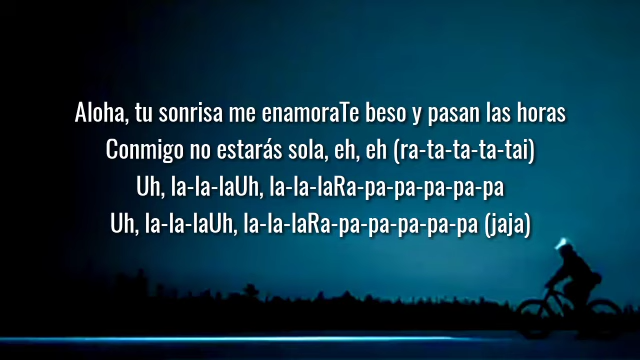 Aloha, tu sonrisa me enamoraTe beso y pasan las horas
Conmigo no estarás sola, eh, eh (ra-ta-ta-ta-tai)
Uh, la-la-laUh, la-la-laRa-pa-pa-pa-pa-pa
Uh, la-la-laUh, la-la-laRa-pa-pa-pa-pa-pa (jaja)